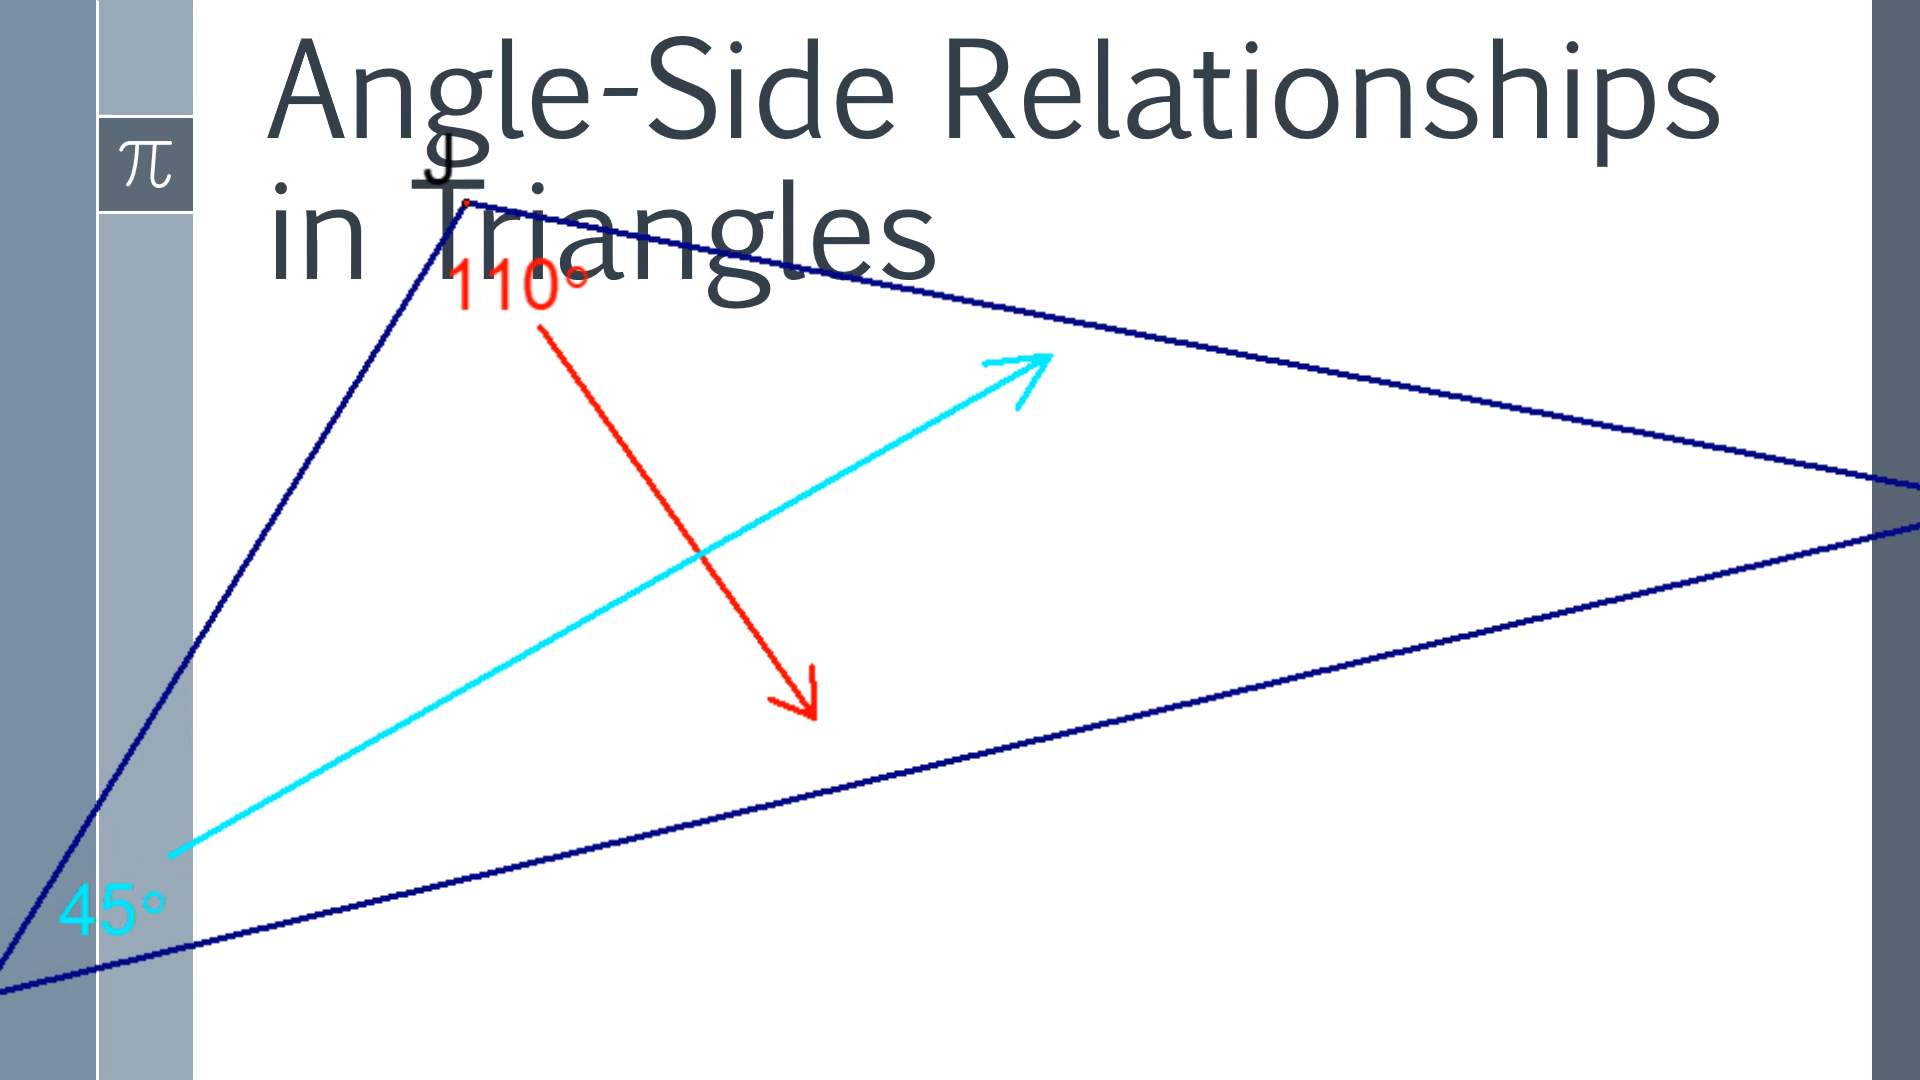 Angle-Side Relationships
in Triangles
π
J
110°
45°